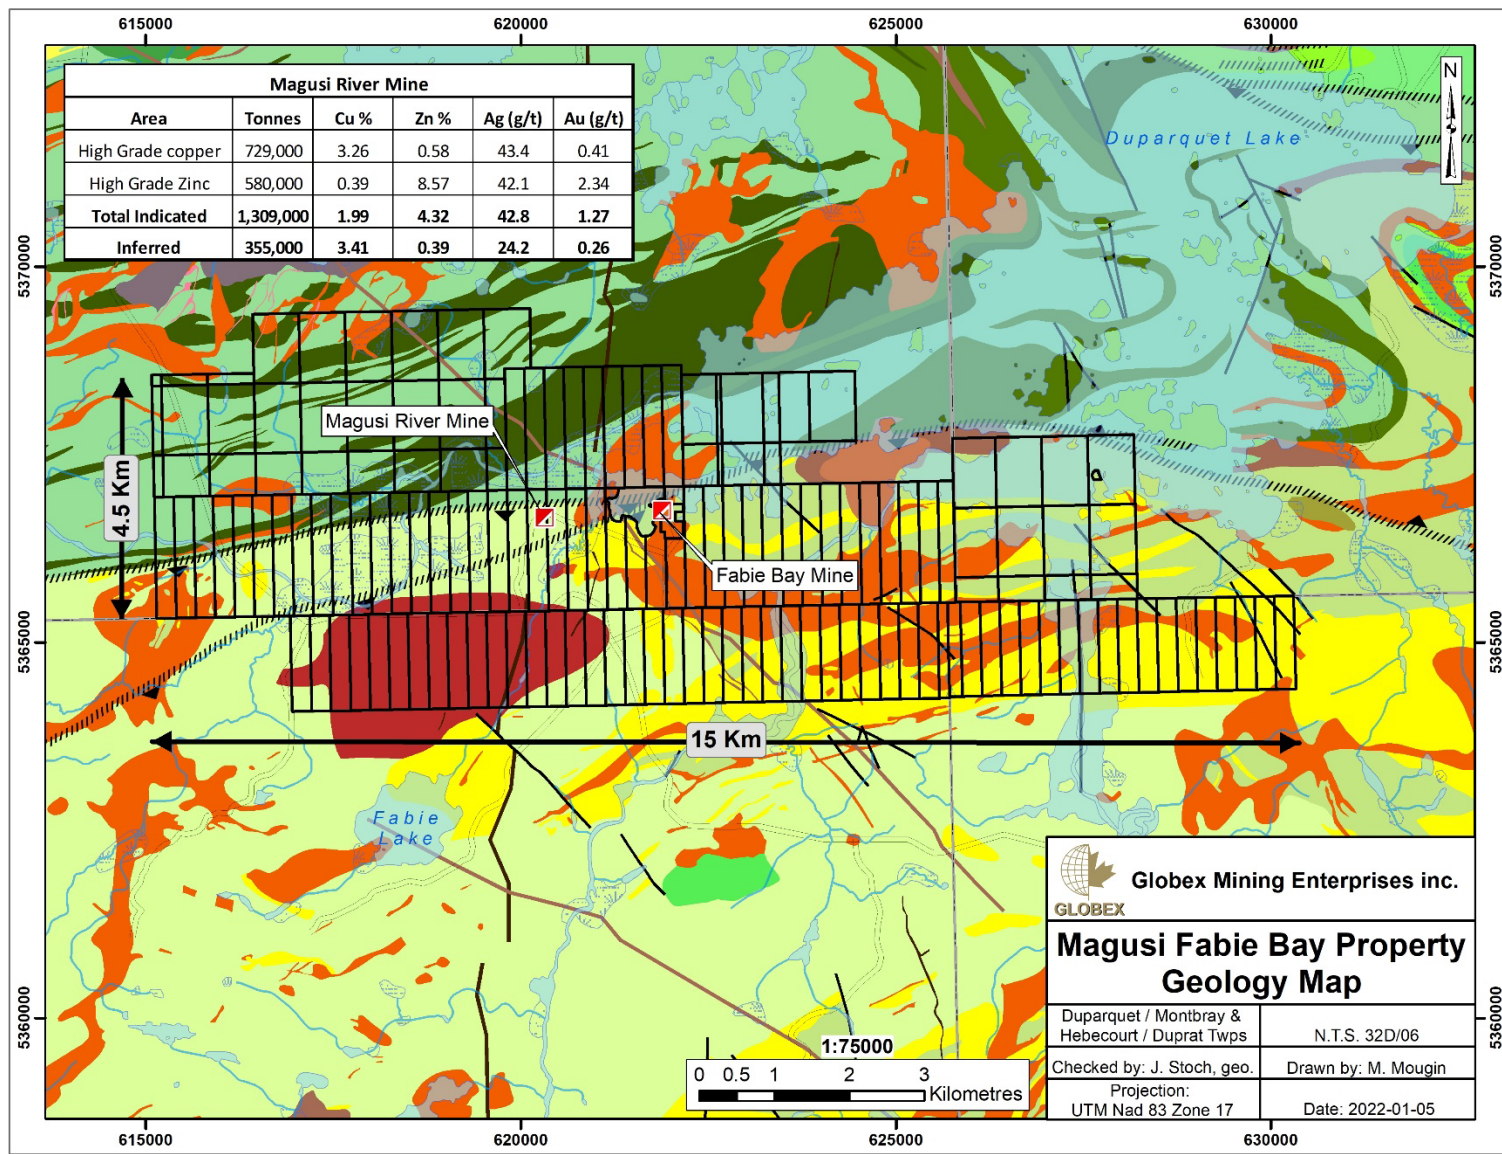 615000 620000 625000 630000
Magusi River Mine
Area Tonnes Cu % Zn % Ag (g/t) Au (g/t)
High Grade copper 729,000 3.26 0.58 43.4 0.41
High Grade Zinc 580,000 0.39 8.57 42.1 2.34
Total Indicated 1,309,000 1.99 4.32 42.8 1.27
Inferred 355,000 3.41 0.39 24.2 0.26
N
Duparquet Lake
5370000
5370000
Magusi River Mine
4.5 Km
Fabie Bay Mine
5365000
5365000
15 Km
Fabie
Lake
GLOBEX
Globex Mining Enterprises inc.
Magusi Fabie Bay Property
Geology Map
Duparquet / Montbray &
Hebecourt / Duprat Twps
N.T.S. 32D/06
Checked by: J. Stoch, geo.
Drawn by: M. Mougin
Projection:
UTM Nad 83 Zone 17
Date: 2022-01-05
5360000
5360000
1:75000
0 0.5 1 2 3
Kilometres
615000 620000 625000 630000